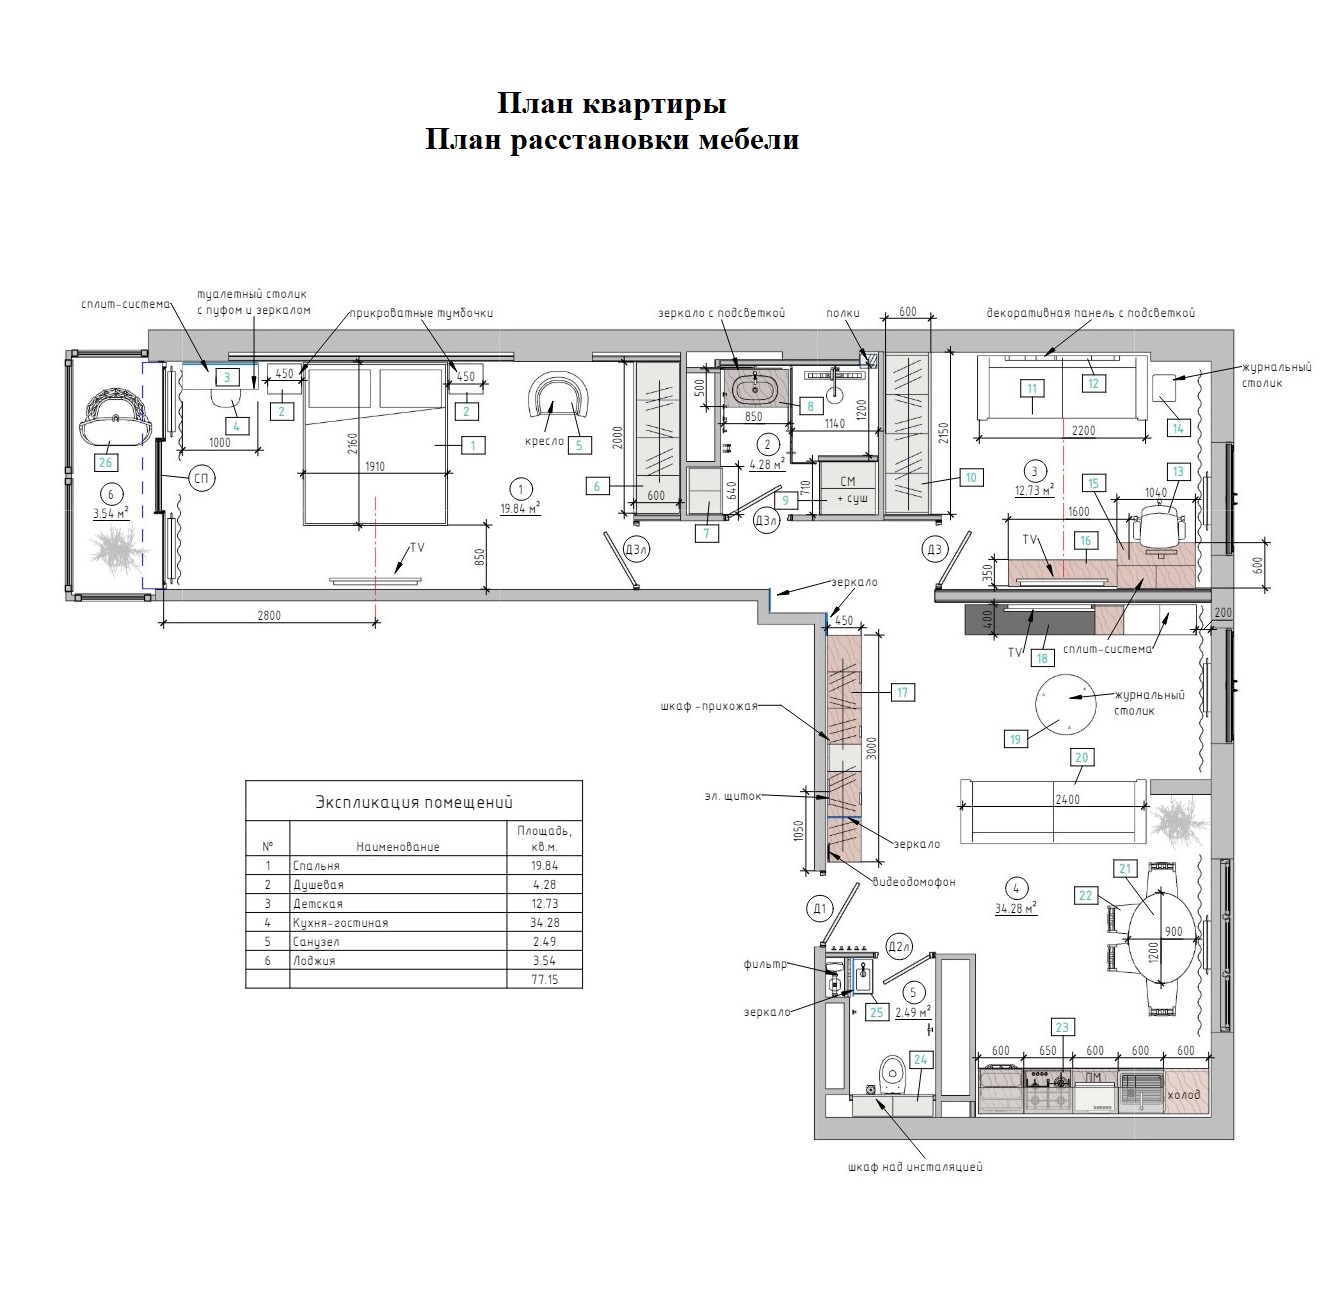 План квартиры
План расстановки мебели
сплит-система
туалетный столик
с пуфом и зеркалом
прикроватные тумбочки
зеркало с подсветкой
полки
600
декоративная панель с подсветкой
журнальный
столик
3
450
450
2
2
4
1000
2160
1910
1
кресло
5
2000
6
600
500
850
8
1140
1200
2
4.28 м²
640
710
9
СМ
+ суш
7
Д3л
2150
10
11
12
2200
14
3
12.73 м²
13
15
1040
1600
16
TV
350
600
26
6
3.54 м²
СП
1
19.84 м²
TV
850
Д3л
Д3
2800
зеркало
450
400
TV
18
сплит-система
200
17
шкаф -прихожая
3000
журнальный
столик
19
20
2400
эл. щиток
1050
зеркало
видеодомофон
Экспликация помещений
№ Наименование Площадь, кв.м.
1 Спальня 19.84
2 Душевая 4.28
3 Детская 12.73
4 Кухня-гостиная 34.28
5 Санузел 2.49
6 Лоджия 3.54
77.15
4
34.28 м²
21
22
900
1200
Д1
Д2л
фильтр
зеркало
25
5
2.49 м²
24
23
600
650
600
600
600
ПМ
холод
шкаф над инсталяцией